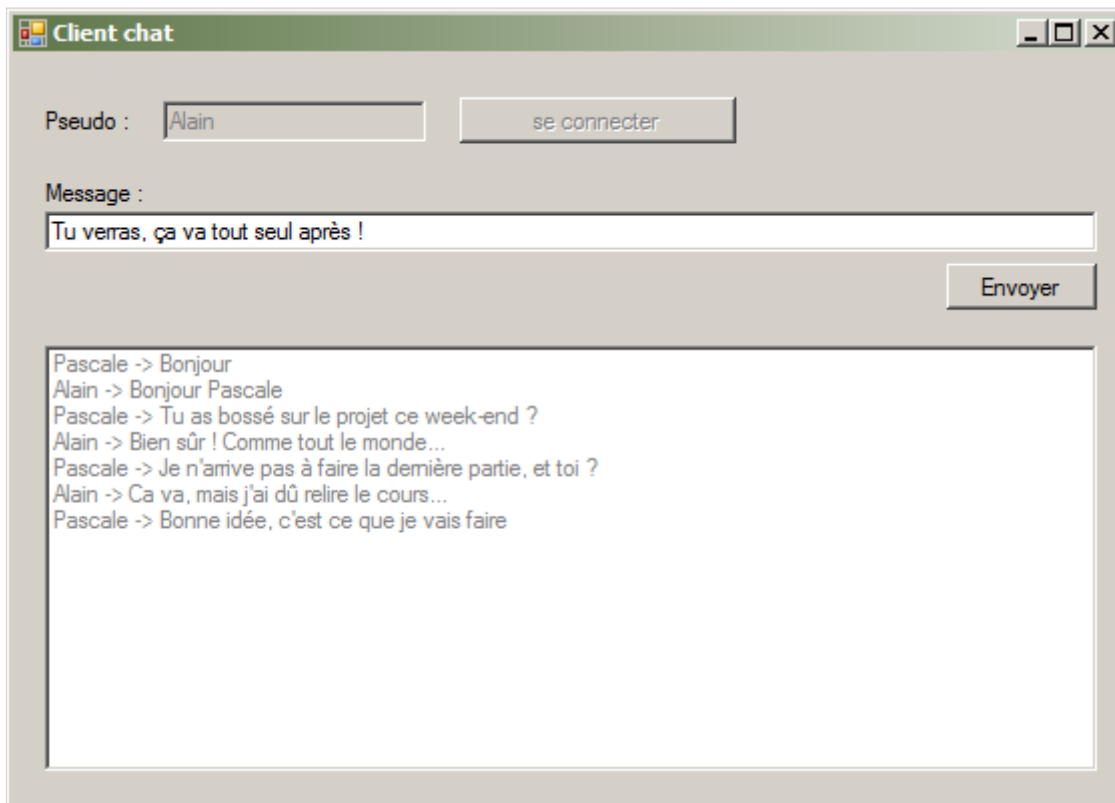 Client chat
Pseudo : Alain se connecter
Message :
Tu verras, ça va tout seul après !
Envoyer
Pascale -> Bonjour
Alain -> Bonjour Pascale
Pascale -> Tu as bossé sur le projet ce week-end ?
Alain -> Bien sûr ! Comme tout le monde...
Pascale -> Je n'arrive pas à faire la dernière partie, et toi ?
Alain -> Ca va, mais j'ai dû relire le cours...
Pascale -> Bonne idée, c'est ce que je vais faire